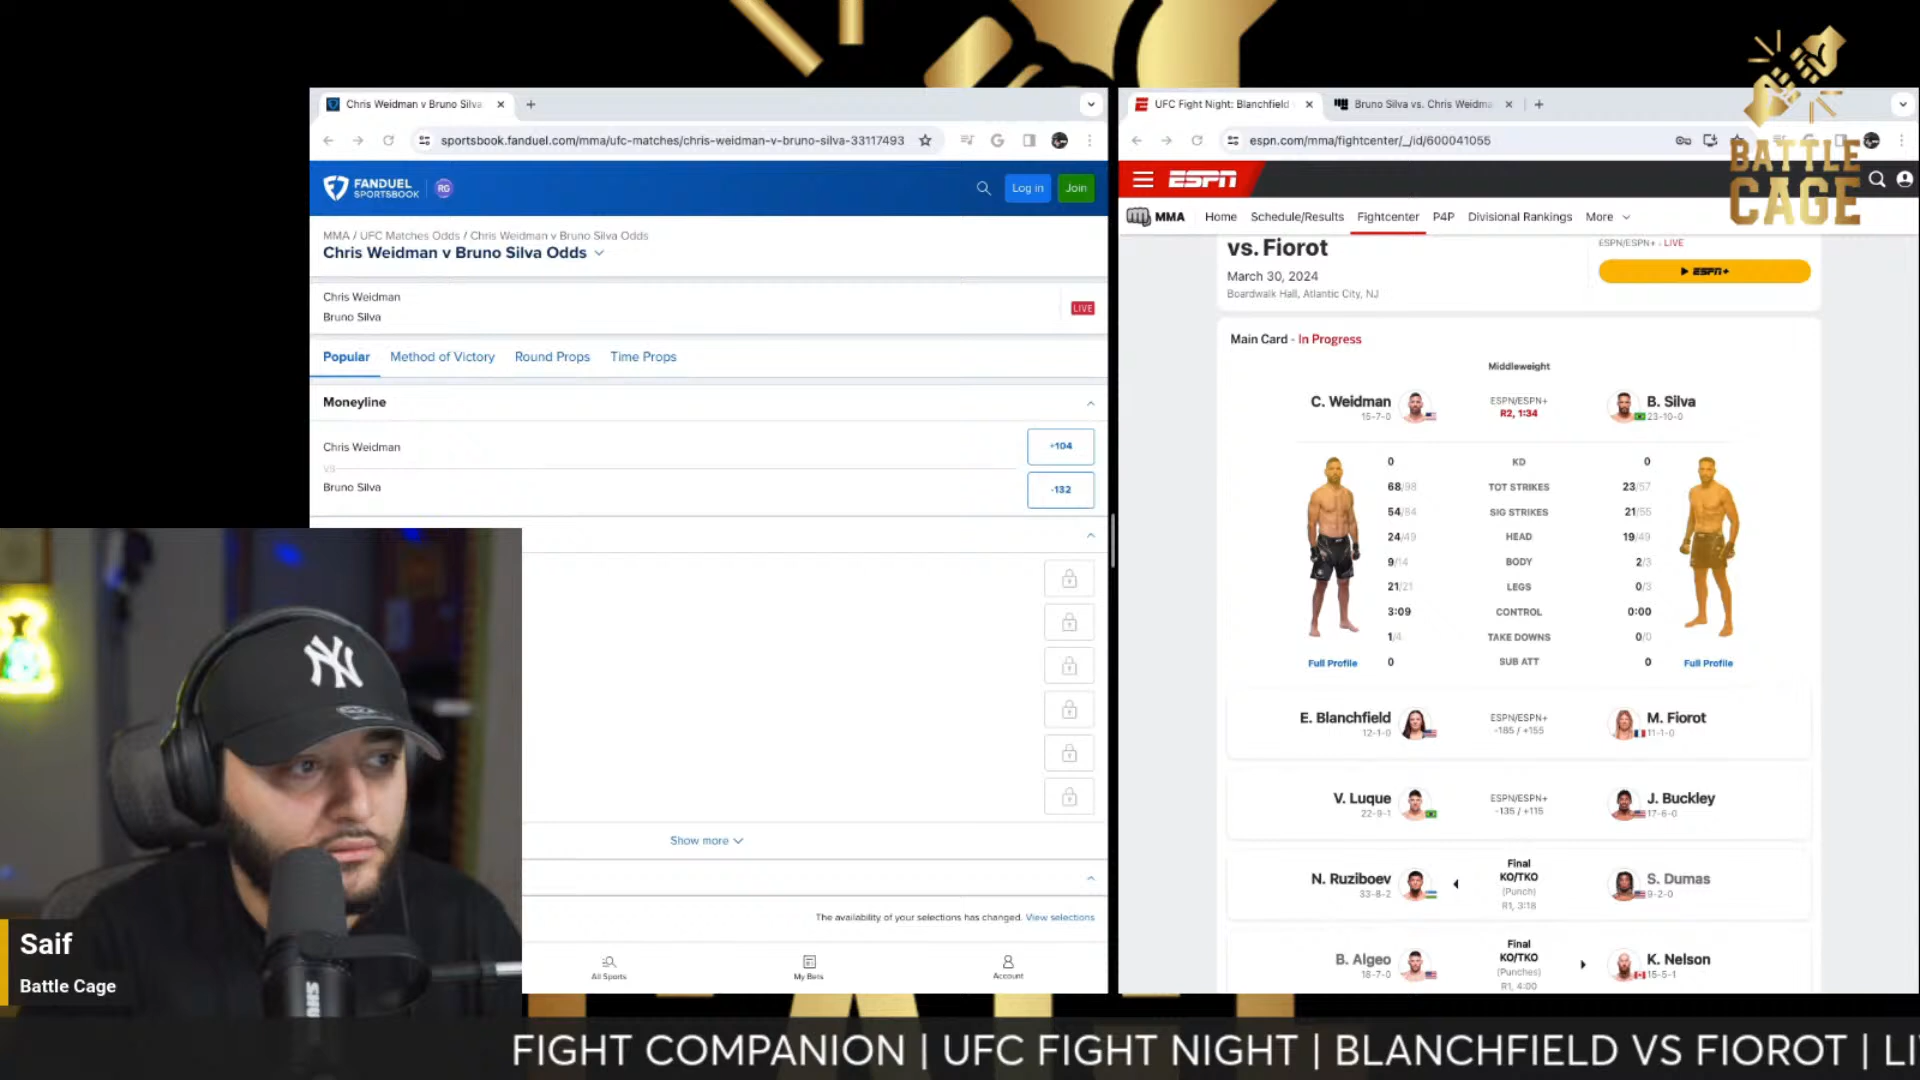 Chris Weidman v Bruno Silva
sportsbook.fanduel.com/mma/ufc-matches/chris-weidman-v-bruno-silva-33117493
FANDUEL
SPORTSBOOK
RG
Log in
Join
MMA / UFC Matches Odds / Chris Weidman v Bruno Silva Odds
Chris Weidman v Bruno Silva Odds
Chris Weidman
Bruno Silva
LIVE
Popular
Method of Victory
Round Props
Time Props
Moneyline
Chris Weidman
+104
VS
Bruno Silva
-132
Show more
The availability of your selections has changed. View selections
All Sports
My Bets
Account
UFC Fight Night: Blanchfield
Bruno Silva vs. Chris Weidma
espn.com/mma/fightcenter/_/id/600041055
BATTLE
CAGE
ESPN
MMA
Home
Schedule/Results
Fightcenter
P4P
Divisional Rankings
More
vs. Fiorot
ESPN/ESPN+ - LIVE
March 30, 2024
ESPN+
Boardwalk Hall, Atlantic City, NJ
Main Card - In Progress
Middleweight
C. Weidman
15-7-0
ESPN/ESPN+
R2, 1:34
B. Silva
23-10-0
0 KD 0
68/98 TOT STRIKES 23/57
54/84 SIG STRIKES 21/55
24/49 HEAD 19/49
9/14 BODY 2/3
21/21 LEGS 0/3
3:09 CONTROL 0:00
1/4 TAKE DOWNS 0/0
Full Profile 0 SUB ATT 0 Full Profile
E. Blanchfield
12-1-0
ESPN/ESPN+
-185 / +155
M. Fiorot
11-1-0
V. Luque
22-9-1
ESPN/ESPN+
-135 / +115
J. Buckley
17-6-0
N. Ruziboev
33-8-2
Final
KO/TKO
(Punch)
R1, 3:18
S. Dumas
9-2-0
B. Algeo
18-7-0
Final
KO/TKO
(Punches)
R1, 4:00
K. Nelson
15-5-1
NY
SHU
Saif
Battle Cage
FIGHT COMPANION | UFC FIGHT NIGHT | BLANCHFIELD VS FIOROT | LI